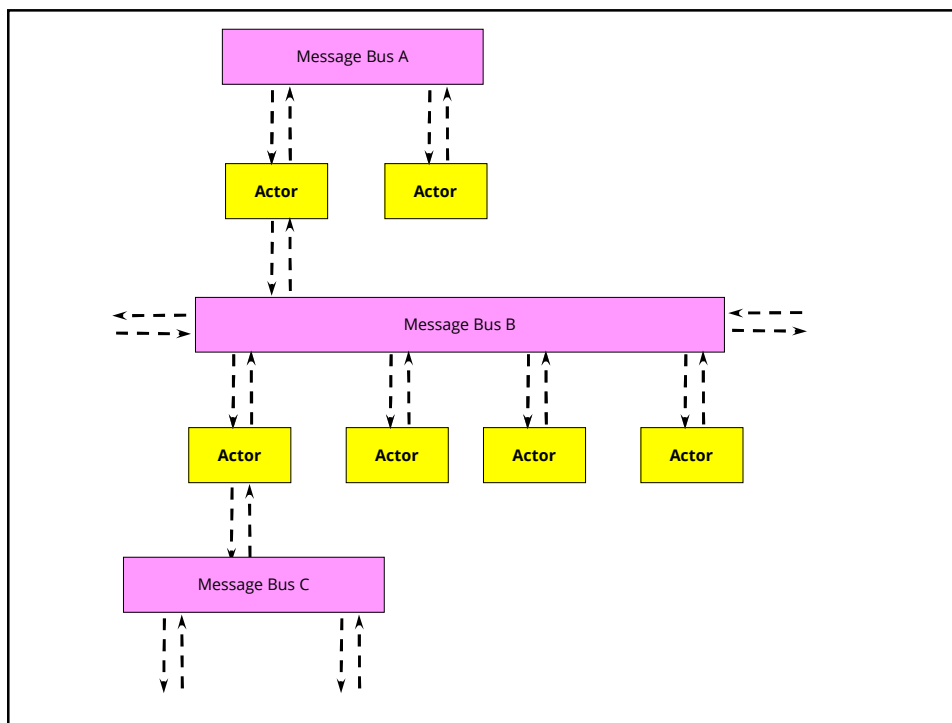 Message Bus A
Actor
Actor
Message Bus B
Actor
Actor
Actor
Actor
Message Bus C